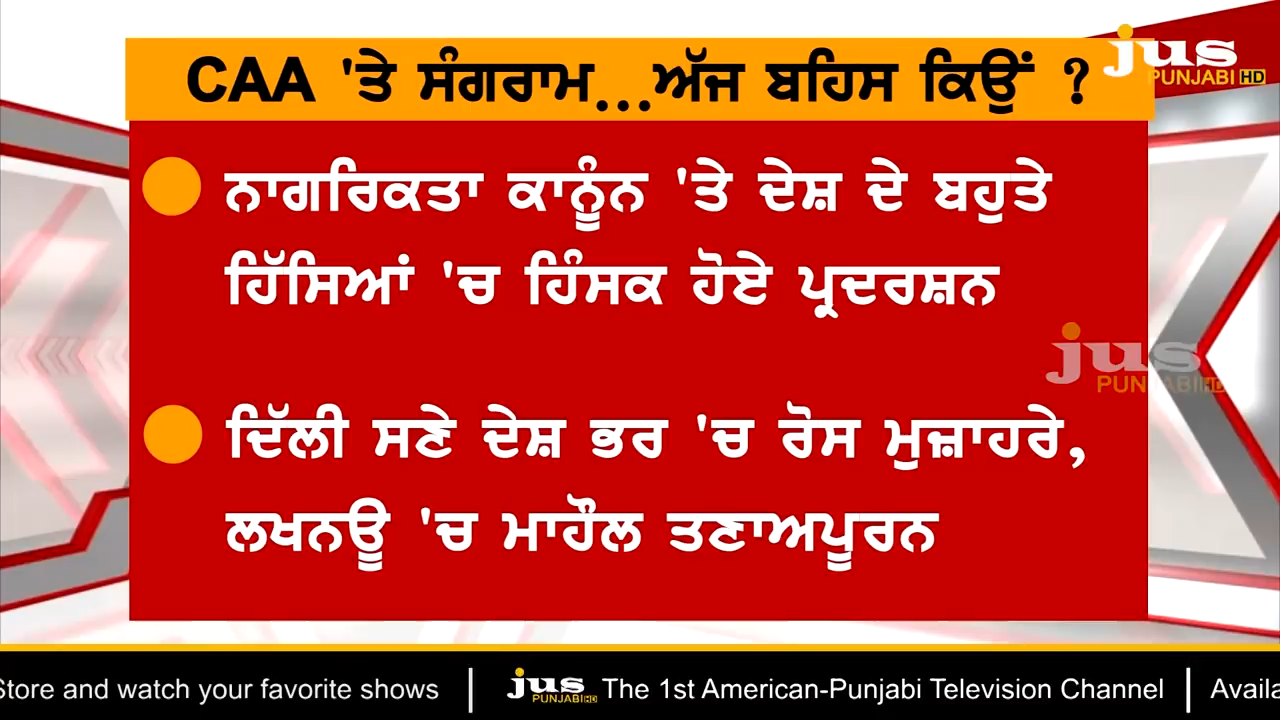 CAA 'ਤੇ ਸੰਗਰਾਮ...ਅੱਜ ਬਹਿਸ ਕਿਉਂ ?
jus
PUNJABI HD
ਨਾਗਰਿਕਤਾ ਕਾਨੂੰਨ 'ਤੇ ਦੇਸ਼ ਦੇ ਬਹੁਤੇ
ਹਿੱਸਿਆਂ 'ਚ ਹਿੰਸਕ ਹੋਏ ਪ੍ਰਦਰਸ਼ਨ
jus
PUNJABI HD
ਦਿੱਲੀ ਸਣੇ ਦੇਸ਼ ਭਰ 'ਚ ਰੋਸ ਮੁਜ਼ਾਹਰੇ,
ਲਖਨਊ 'ਚ ਮਾਹੌਲ ਤਣਾਅਪੂਰਨ
Store and watch your favorite shows | jus PUNJABI HD The 1st American-Punjabi Television Channel | Availa